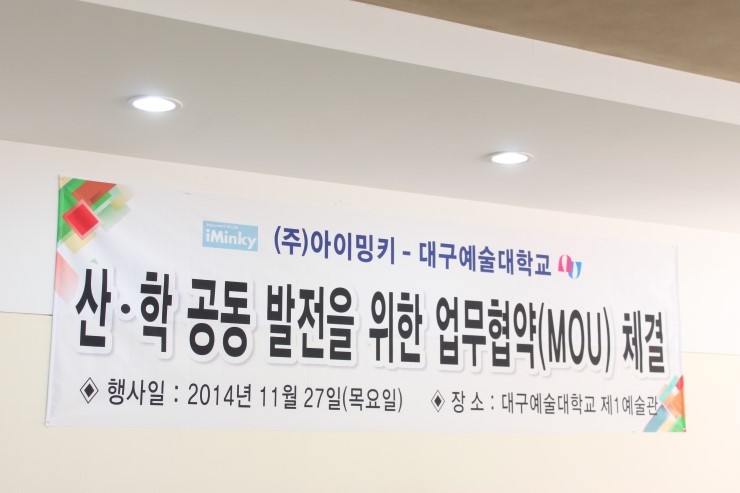 iMinky (주)아이밍키 - 대구예술대학교
산·학 공동 발전을 위한 업무협약(MOU) 체결
◈ 행사일 : 2014년 11월 27일(목요일) ◈ 장 소 : 대구예술대학교 제1예술관